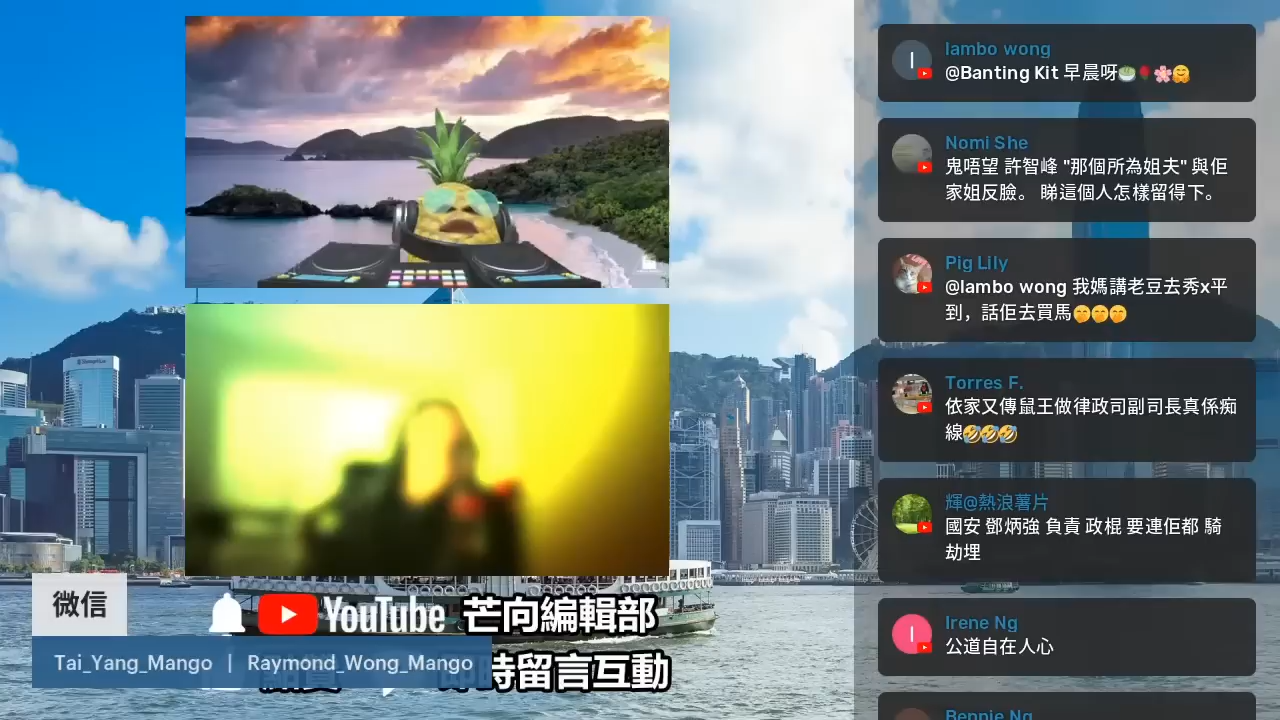 微信
Tai_Yang_Mango | Raymond_Wong_Mango
YouTube 芒向編輯部
時留言互動
lambo wong
@Banting Kit 早晨呀🍵🌹🌸🤗
Nomi She
鬼唔望 許智峰 "那個所為姐夫" 與佢
家姐反臉。 睇這個人怎樣留得下。
Pig Lily
@lambo wong 我媽講老豆去秀x平
到，話佢去買馬🤭🤭🤭
Torres F.
依家又傳鼠王做律政司副司長真係痴
線🤣🤣🤣
輝@熱浪薯片
國安 鄧炳強 負責 政棍 要連佢都 騎
劫埋
Irene Ng
公道自在人心
Bennie Ng